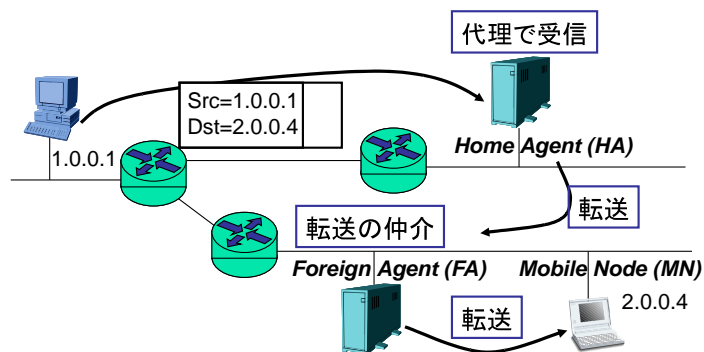 代理で受信
Src=1.0.0.1
Dst=2.0.0.4
1.0.0.1
Home Agent (HA)
転送
転送の仲介
Foreign Agent (FA)
Mobile Node (MN)
2.0.0.4
転送